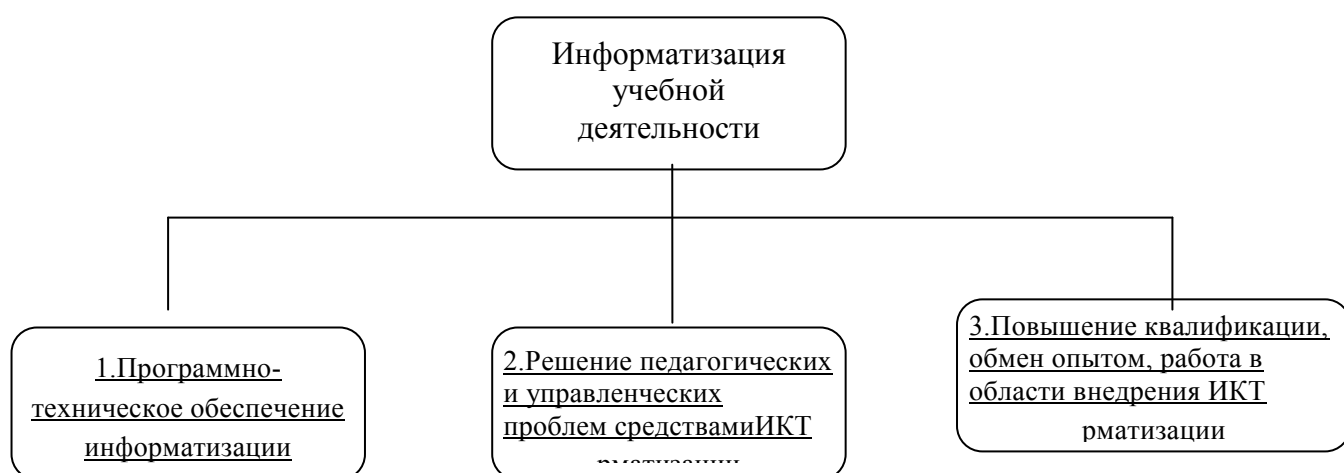 Информатизация
учебной
деятельности
1.Программно-
техническое обеспечение
информатизации
2.Решение педагогических
и управленческих
проблем средствамиИКТ
3.Повышение квалификации,
обмен опытом, работа в
области внедрения ИКТ
рматизации